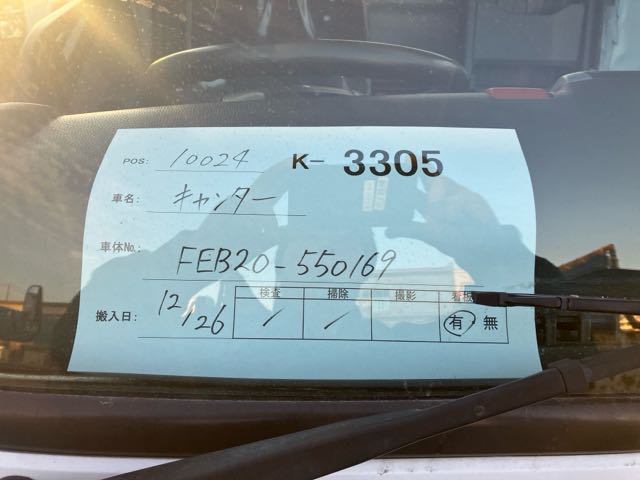 POS: 10024 K- 3305
車名: キャンター
車体No.: FEB20-550169
検査 掃除 撮影 看板
搬入日: 12/26 / / 有・無